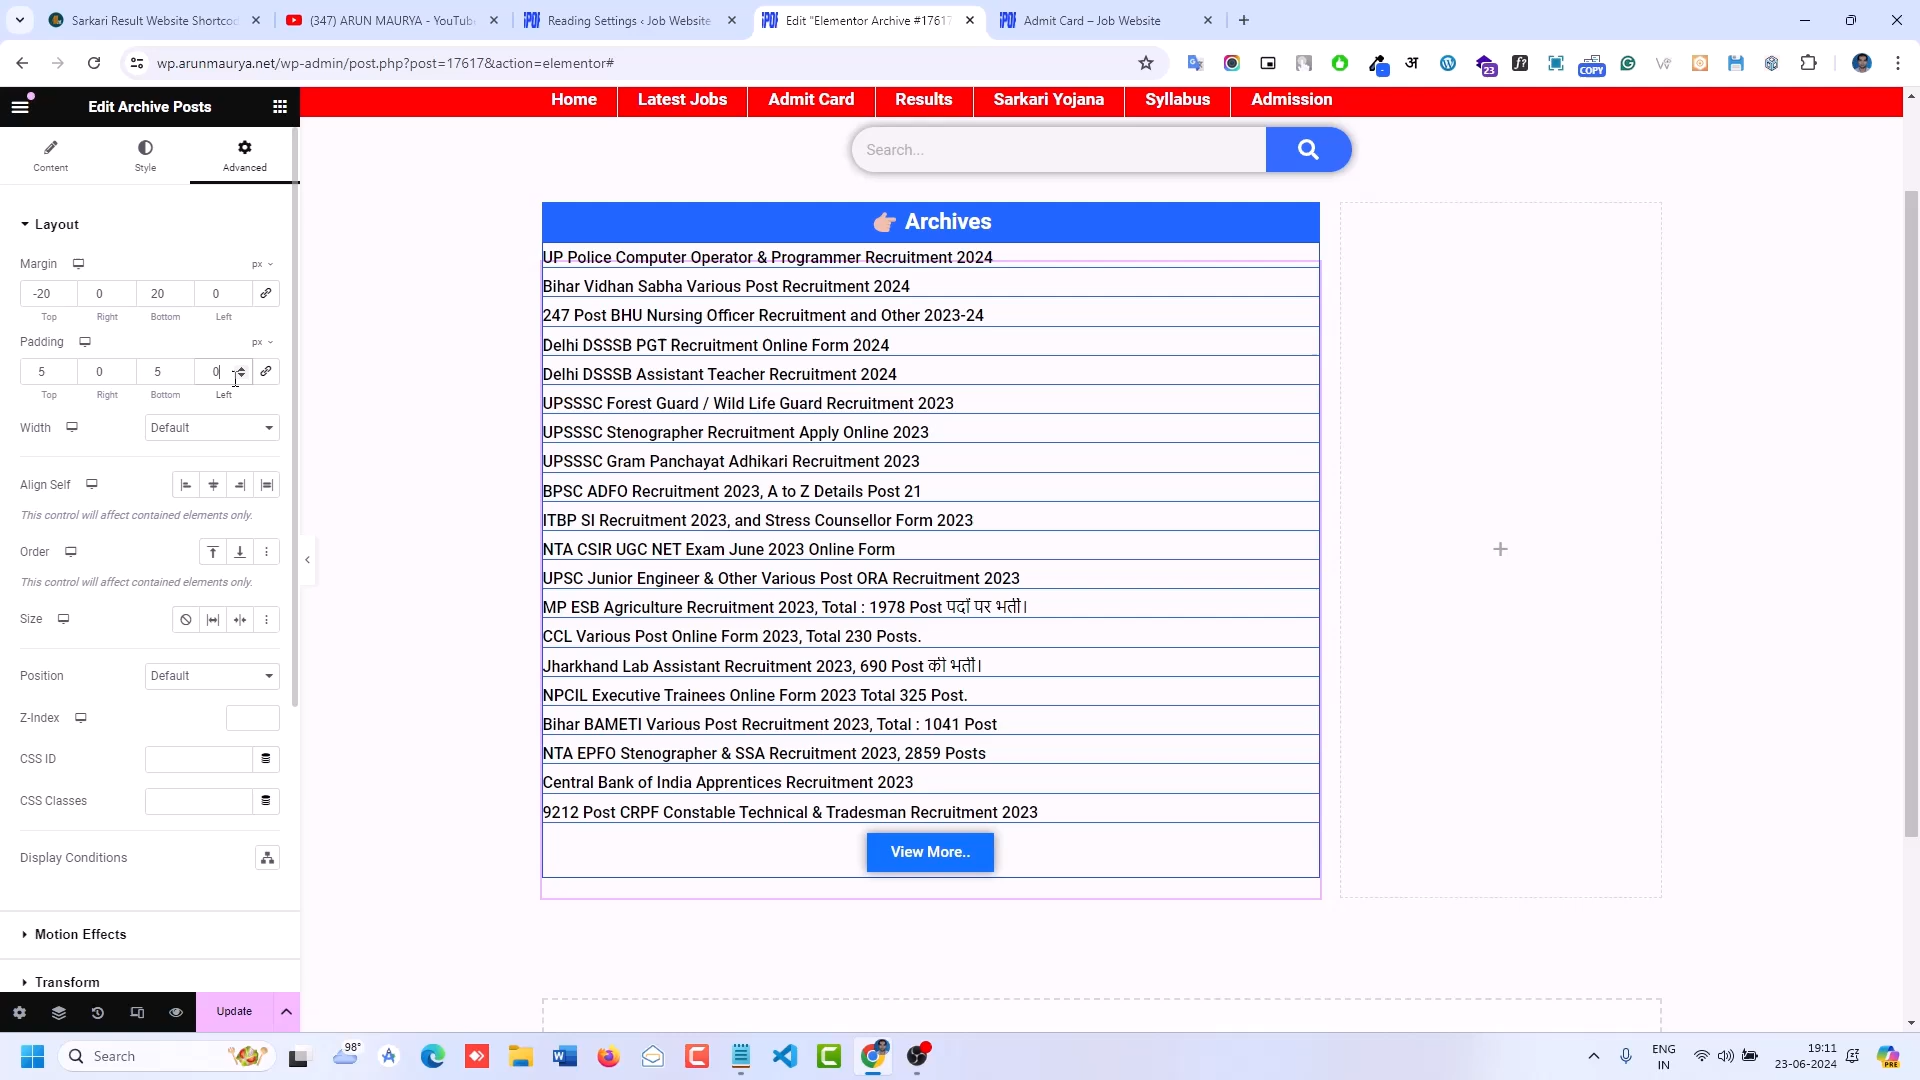 Sarkari Result Website Shortcod
(347) ARUN MAURYA - YouTube
Reading Settings ‹ Job Website
Edit "Elementor Archive #17617
Admit Card – Job Website
wp.arunmaurya.net/wp-admin/post.php?post=17617&action=elementor#
23
COPY
Edit Archive Posts
Content
Style
Advanced
Layout
Margin
px
-20
0
20
0
Top
Right
Bottom
Left
Padding
px
5
0
5
0
Top
Right
Bottom
Left
Width
Default
Align Self
This control will affect contained elements only.
Order
This control will affect contained elements only.
Size
Position
Default
Z-Index
CSS ID
CSS Classes
Display Conditions
Motion Effects
Transform
Update
Home
Latest Jobs
Admit Card
Results
Sarkari Yojana
Syllabus
Admission
Search...
Archives
UP Police Computer Operator & Programmer Recruitment 2024
Bihar Vidhan Sabha Various Post Recruitment 2024
247 Post BHU Nursing Officer Recruitment and Other 2023-24
Delhi DSSSB PGT Recruitment Online Form 2024
Delhi DSSSB Assistant Teacher Recruitment 2024
UPSSSC Forest Guard / Wild Life Guard Recruitment 2023
UPSSSC Stenographer Recruitment Apply Online 2023
UPSSSC Gram Panchayat Adhikari Recruitment 2023
BPSC ADFO Recruitment 2023, A to Z Details Post 21
ITBP SI Recruitment 2023, and Stress Counsellor Form 2023
NTA CSIR UGC NET Exam June 2023 Online Form
UPSC Junior Engineer & Other Various Post ORA Recruitment 2023
MP ESB Agriculture Recruitment 2023, Total : 1978 Post पदों पर भर्ती।
CCL Various Post Online Form 2023, Total 230 Posts.
Jharkhand Lab Assistant Recruitment 2023, 690 Post की भर्ती।
NPCIL Executive Trainees Online Form 2023 Total 325 Post.
Bihar BAMETI Various Post Recruitment 2023, Total : 1041 Post
NTA EPFO Stenographer & SSA Recruitment 2023, 2859 Posts
Central Bank of India Apprentices Recruitment 2023
9212 Post CRPF Constable Technical & Tradesman Recruitment 2023
View More..
Search
98°
ENG
IN
19:11
23-06-2024
PRE